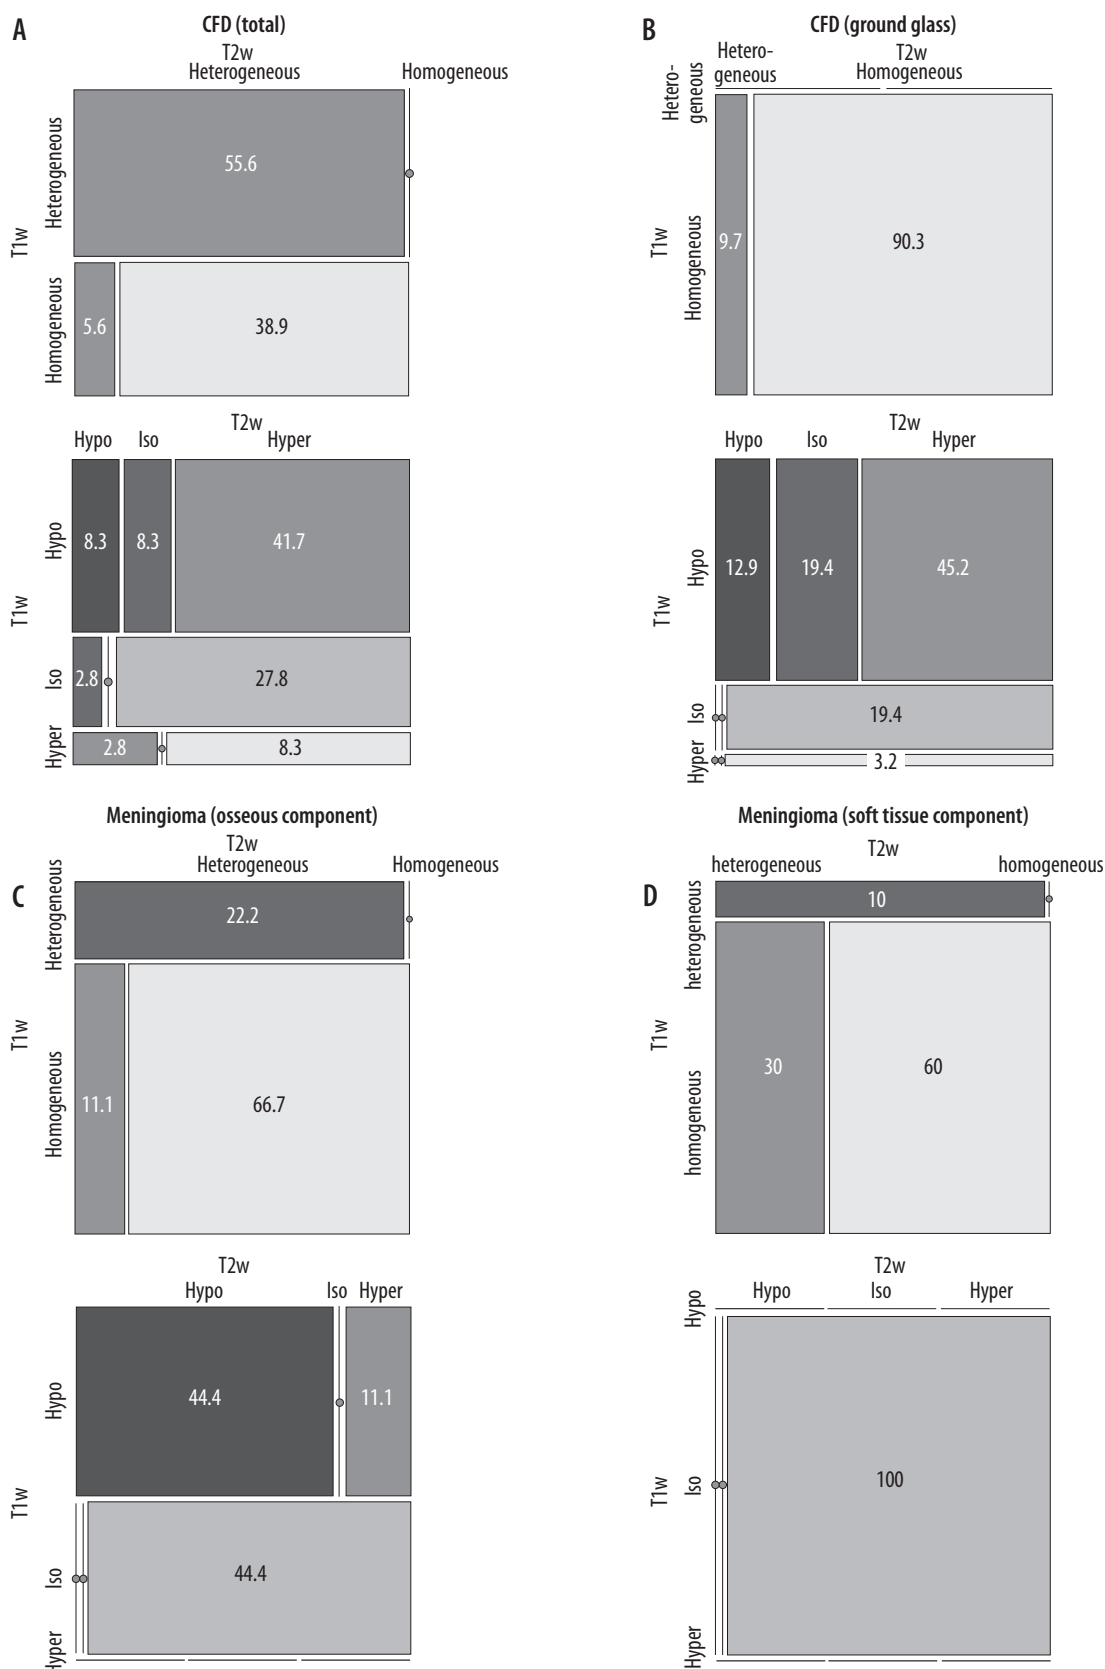 A
CFD (total)
T2w
Heterogeneous
Homogeneous
T1w
Heterogeneous
55.6
Homogeneous
5.6
38.9
T2w
Hypo
Iso
Hyper
T1w
Hypo
8.3
8.3
41.7
Iso
2.8
27.8
Hyper
2.8
8.3
B
CFD (ground glass)
T2w
Hetero-
geneous
Homogeneous
T1w
Hetero-
geneous
Homogeneous
9.7
90.3
T2w
Hypo
Iso
Hyper
T1w
Hypo
12.9
19.4
45.2
Iso
19.4
Hyper
3.2
C
Meningioma (osseous component)
T2w
Heterogeneous
Homogeneous
T1w
Heterogeneous
22.2
Homogeneous
11.1
66.7
T2w
Hypo
Iso
Hyper
T1w
Hypo
44.4
11.1
Iso
44.4
Hyper
D
Meningioma (soft tissue component)
T2w
heterogeneous
homogeneous
T1w
heterogeneous
10
homogeneous
30
60
T2w
Hypo
Iso
Hyper
T1w
Hypo
Iso
100
Hyper